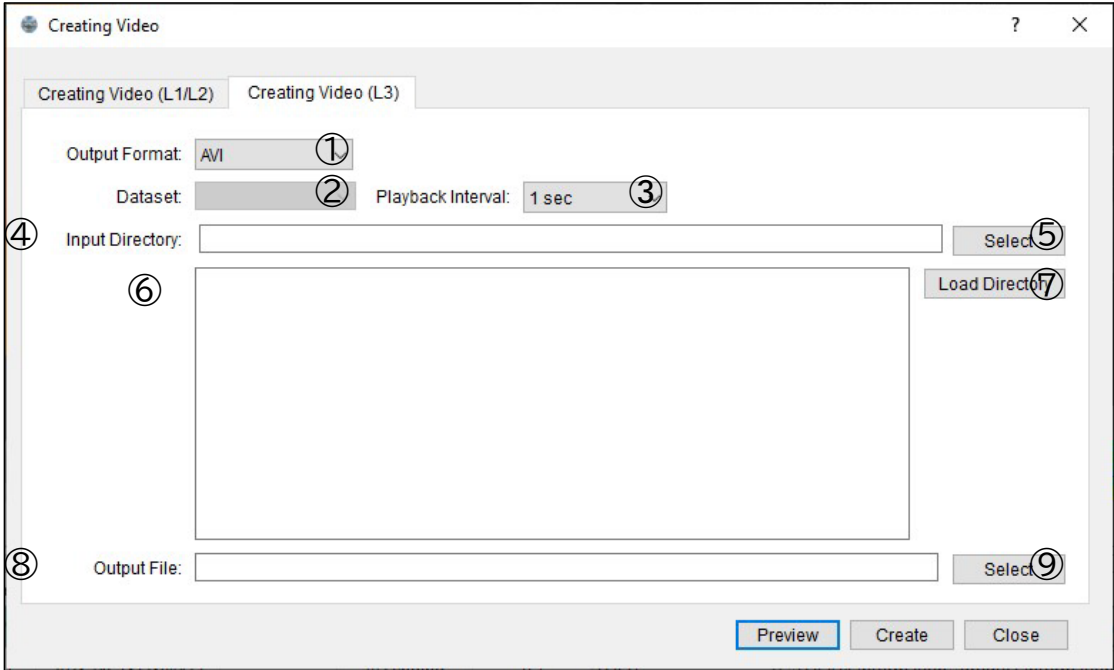 Creating Video ?
Creating Video (L1/L2) Creating Video (L3)
Output Format: AVI ①
Dataset: ② Playback Interval: 1 sec ③
④ Input Directory: Select ⑤
⑥ Load Directory ⑦
⑧ Output File: Select ⑨
Preview Create Close